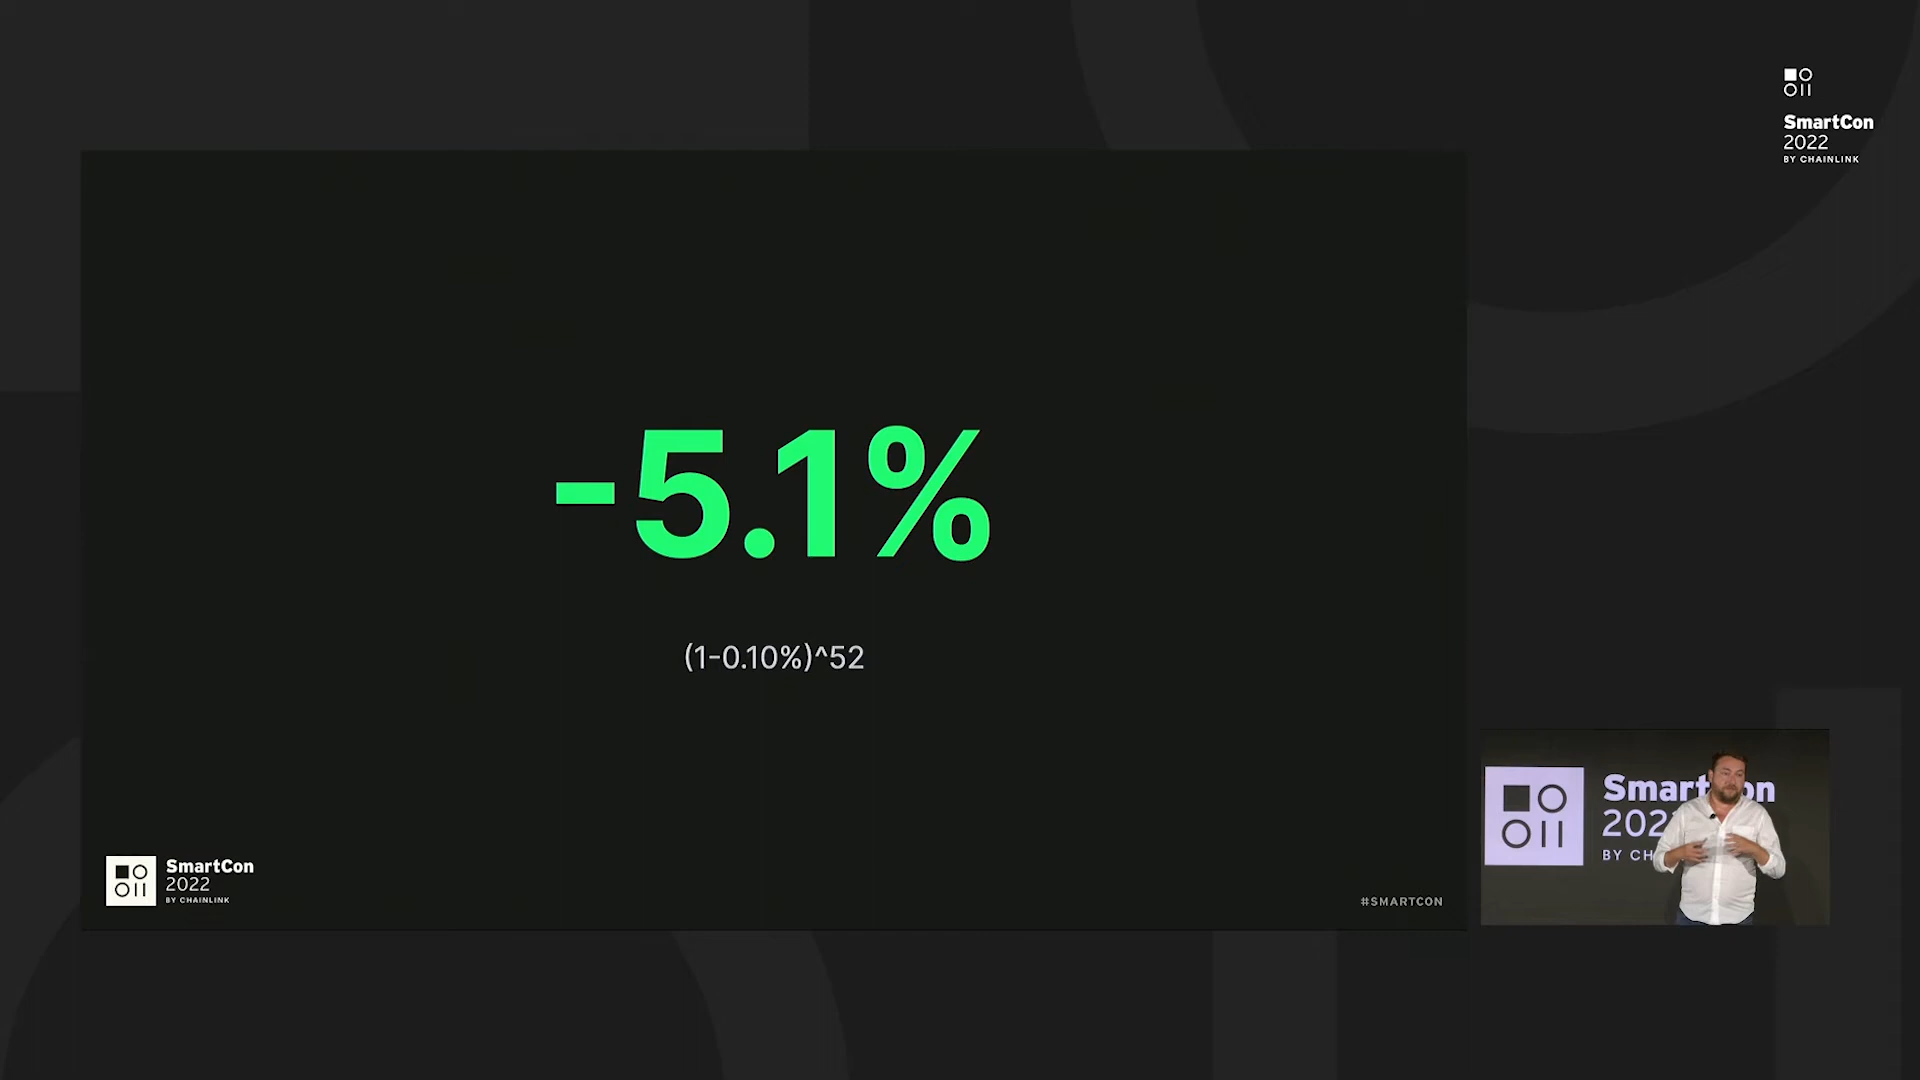 SmartCon
2022
BY CHAINLINK
-5.1%
(1-0.10%)^52
SmartCon
2022
BY CHAINLINK
#SMARTCON